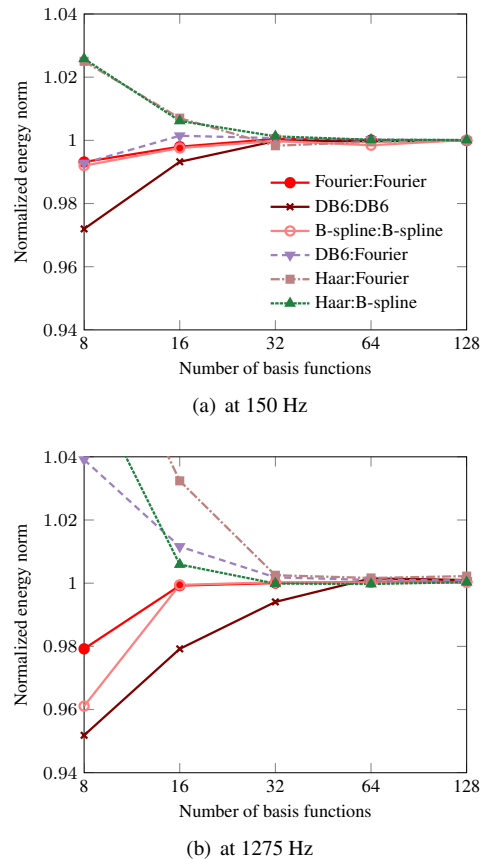 1.04
1.02
1
0.98
0.96
0.94
Normalized energy norm
Fourier:Fourier
DB6:DB6
B-spline:B-spline
DB6:Fourier
Haar:Fourier
Haar:B-spline
8 16 32 64 128
Number of basis functions
(a) at 150 Hz
1.04
1.02
1
0.98
0.96
0.94
Normalized energy norm
8 16 32 64 128
Number of basis functions
(b) at 1275 Hz